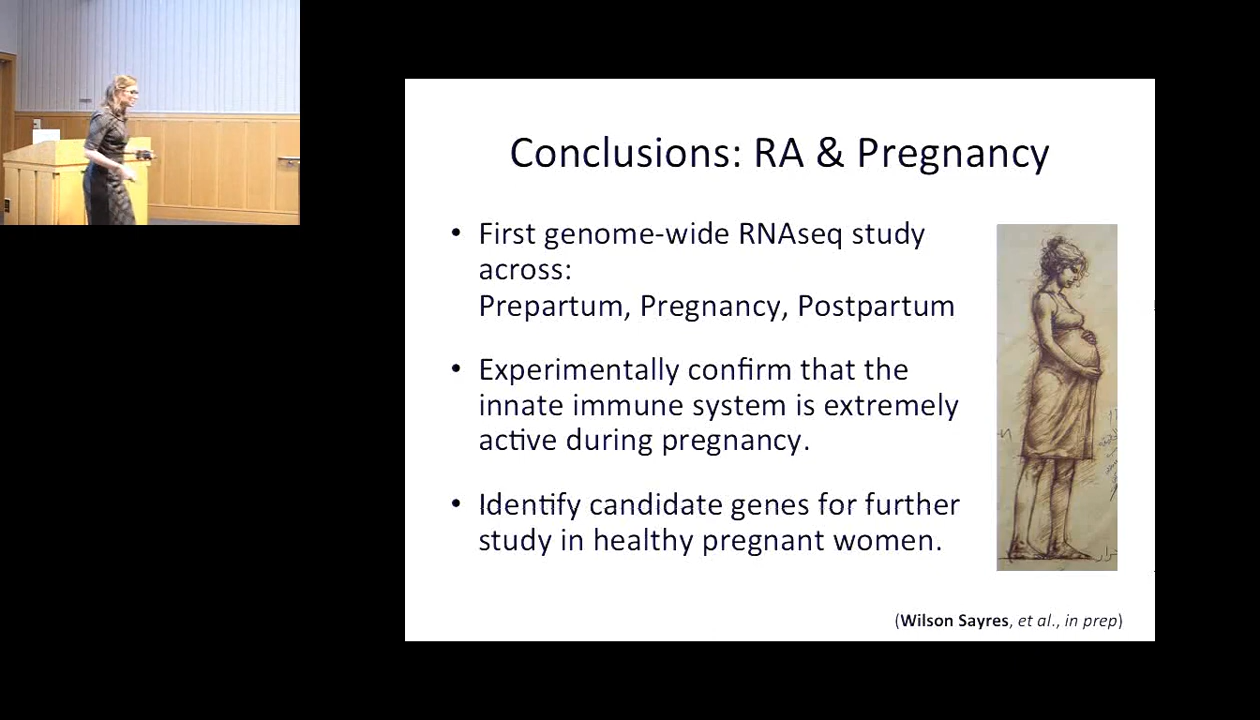 Conclusions: RA & Pregnancy
• First genome-wide RNAseq study
across:
Prepartum, Pregnancy, Postpartum
• Experimentally confirm that the
innate immune system is extremely
active during pregnancy.
• Identify candidate genes for further
study in healthy pregnant women.
(Wilson Sayres, et al., in prep)